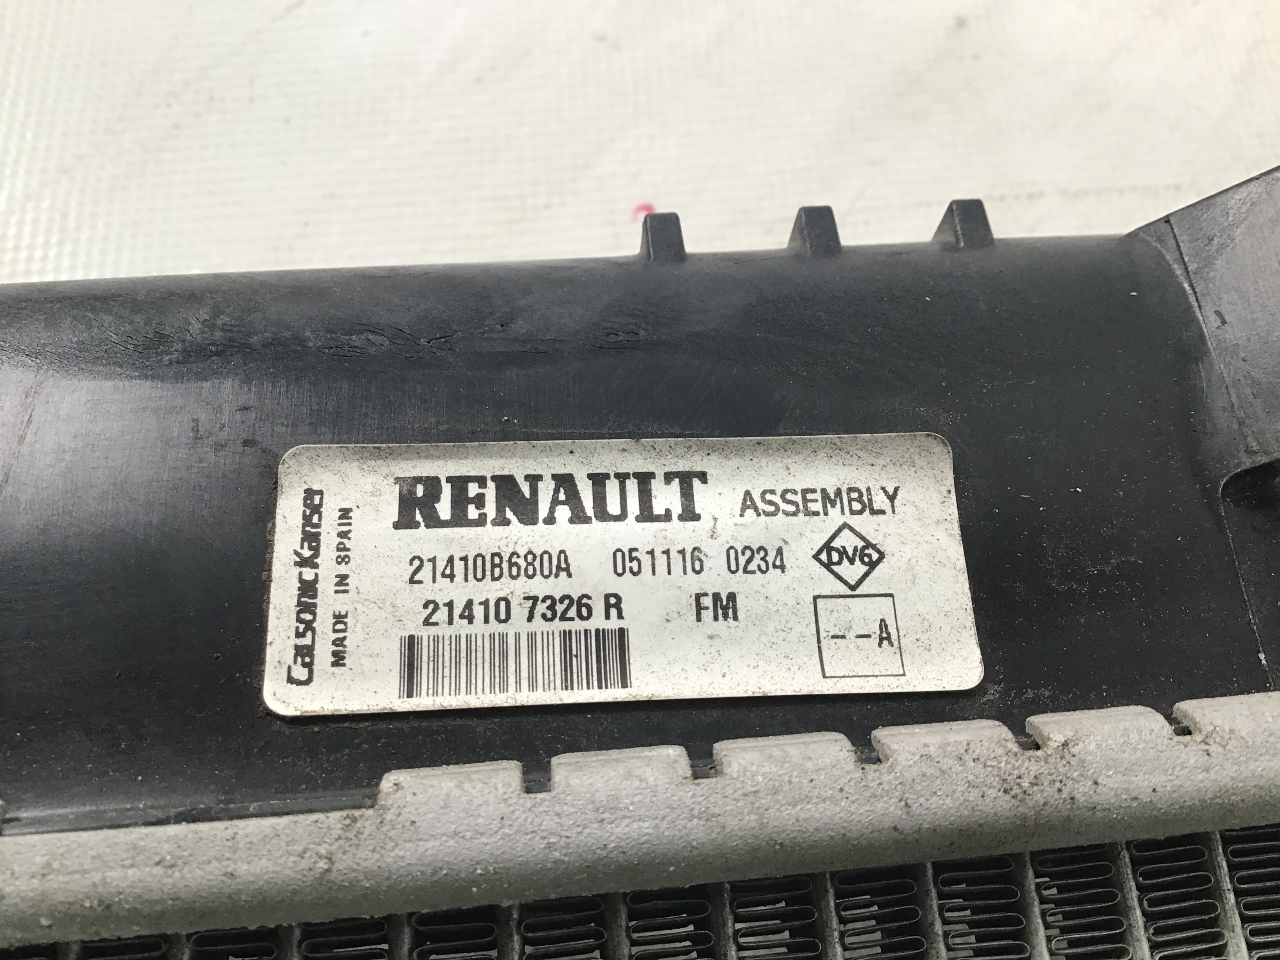 RENAULT ASSEMBLY
21410B680A 051116 0234 DV6
21410 7326 R FM
--A
CalsonicKansei
MADE IN SPAIN